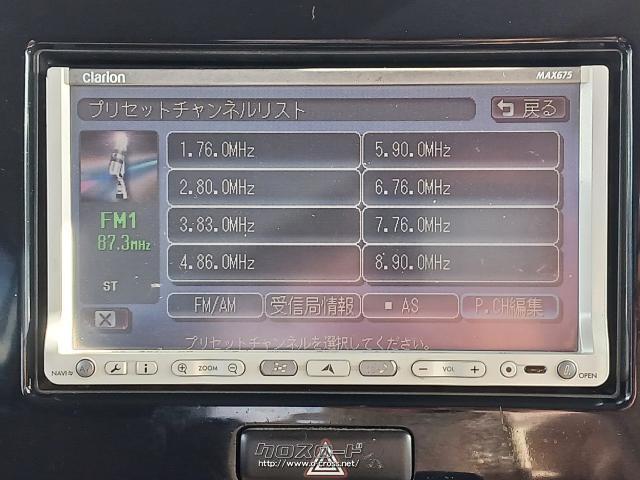 clarion
MAX675
プリセットチャンネルリスト
戻る
1.76.0MHz
5.90.0MHz
2.80.0MHz
6.76.0MHz
3.83.0MHz
7.76.0MHz
4.86.0MHz
8.90.0MHz
FM1
87.3MHz
ST
FM/AM
受信局情報
AS
P.CH編集
プリセットチャンネルを選択してください。
NAVI
AV
i
ZOOM
VOL
OPEN
クロスロード
http://www.o-cross.net/